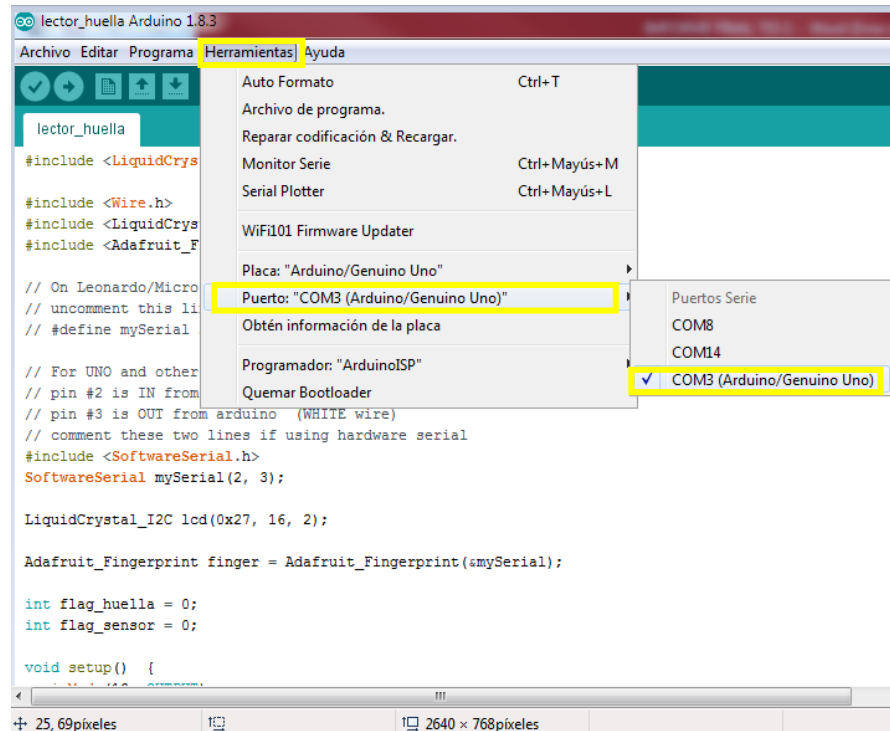 lector_huella Arduino 1.8.3
Archivo Editar Programa Herramientas Ayuda
lector_huella
Auto Formato Ctrl+T
Archivo de programa.
Reparar codificación & Recargar.
Monitor Serie Ctrl+Mayús+M
Serial Plotter Ctrl+Mayús+L
WiFi101 Firmware Updater
Placa: "Arduino/Genuino Uno"
Puerto: "COM3 (Arduino/Genuino Uno)"
Obtén información de la placa
Programador: "ArduinoISP"
Quemar Bootloader
Puertos Serie
COM8
COM14
✓ COM3 (Arduino/Genuino Uno)
#include <LiquidCrys
#include <Wire.h>
#include <LiquidCrys
#include <Adafruit_F
// On Leonardo/Micro
// uncomment this li
// #define mySerial
// For UNO and other
// pin #2 is IN from
// pin #3 is OUT from arduino (WHITE wire)
// comment these two lines if using hardware serial
#include <SoftwareSerial.h>
SoftwareSerial mySerial(2, 3);
LiquidCrystal_I2C lcd(0x27, 16, 2);
Adafruit_Fingerprint finger = Adafruit_Fingerprint(&mySerial);
int flag_huella = 0;
int flag_sensor = 0;
void setup() {
25, 69píxeles 2640 × 768píxeles